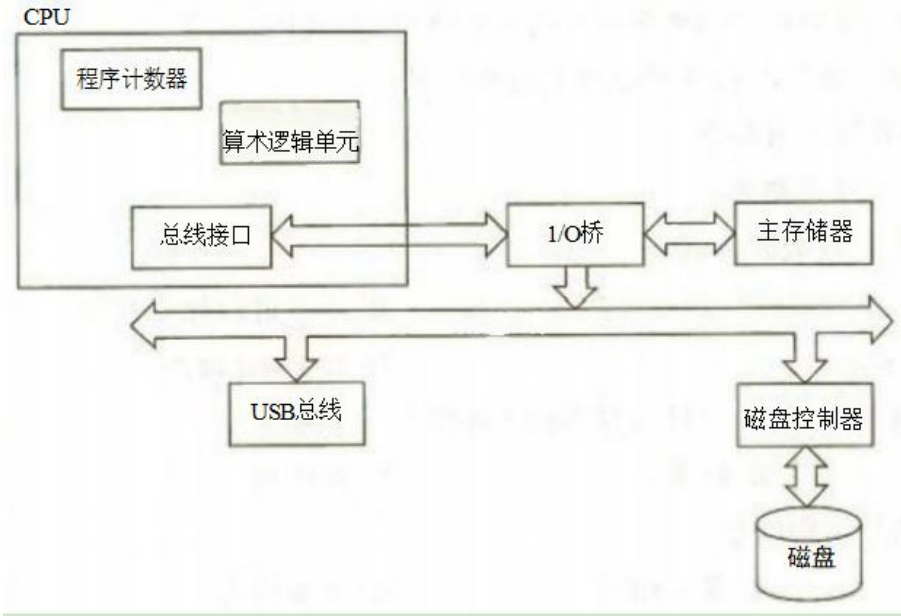 CPU
程序计数器
算术逻辑单元
总线接口
1/O桥
主存储器
USB总线
磁盘控制器
磁盘